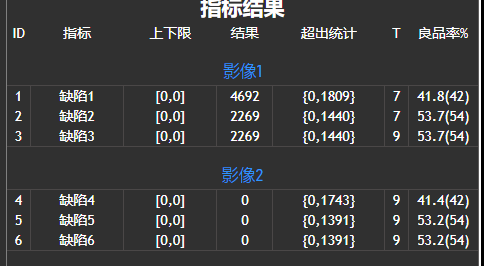 指标结果
ID 指标 上下限 结果 超出统计 T 良品率%
影像1
1 缺陷1 [0,0] 4692 {0,1809} 7 41.8(42)
2 缺陷2 [0,0] 2269 {0,1440} 7 53.7(54)
3 缺陷3 [0,0] 2269 {0,1440} 9 53.7(54)
影像2
4 缺陷4 [0,0] 0 {0,1743} 9 41.4(42)
5 缺陷5 [0,0] 0 {0,1391} 9 53.2(54)
6 缺陷6 [0,0] 0 {0,1391} 9 53.2(54)